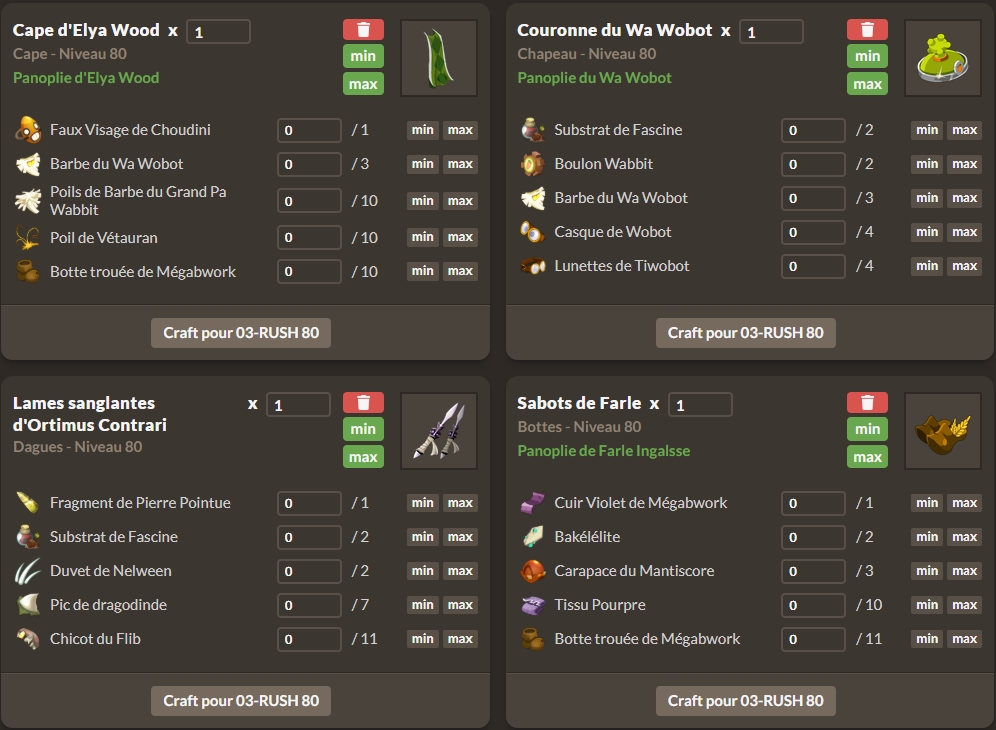 Cape d'Elya Wood x 1
Cape - Niveau 80
Panoplie d'Elya Wood
min
max
Faux Visage de Choudini 0 / 1 min max
Barbe du Wa Wobot 0 / 3 min max
Poils de Barbe du Grand Pa
Wabbit 0 / 10 min max
Poil de Vétauran 0 / 10 min max
Botte trouée de Mégabwork 0 / 10 min max
Craft pour 03-RUSH 80
Couronne du Wa Wobot x 1
Chapeau - Niveau 80
Panoplie du Wa Wobot
min
max
Substrat de Fascine 0 / 2 min max
Boulon Wabbit 0 / 2 min max
Barbe du Wa Wobot 0 / 3 min max
Casque de Wobot 0 / 4 min max
Lunettes de Tiwobot 0 / 4 min max
Craft pour 03-RUSH 80
Lames sanglantes
d'Ortimus Contrari x 1
Dagues - Niveau 80
min
max
Fragment de Pierre Pointue 0 / 1 min max
Substrat de Fascine 0 / 2 min max
Duvet de Nelween 0 / 2 min max
Pic de dragodinde 0 / 7 min max
Chicot du Flib 0 / 11 min max
Craft pour 03-RUSH 80
Sabots de Farle x 1
Bottes - Niveau 80
Panoplie de Farle Ingalsse
min
max
Cuir Violet de Mégabwork 0 / 1 min max
Bakélélite 0 / 2 min max
Carapace du Mantiscore 0 / 3 min max
Tissu Pourpre 0 / 10 min max
Botte trouée de Mégabwork 0 / 11 min max
Craft pour 03-RUSH 80